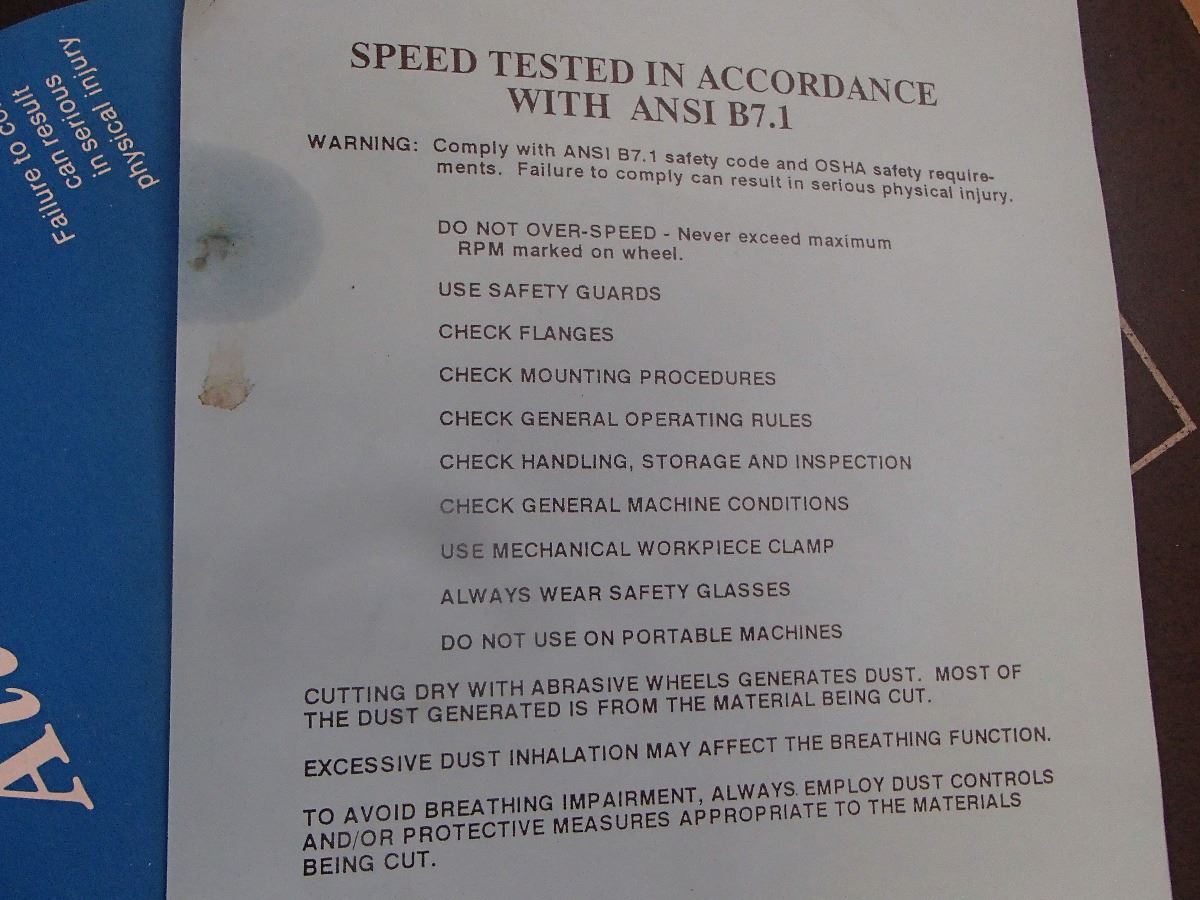 Failure to
can result
in serious
physical injury
SPEED TESTED IN ACCORDANCE
WITH ANSI B7.1
WARNING: Comply with ANSI B7.1 safety code and OSHA safety require-
ments. Failure to comply can result in serious physical injury.
DO NOT OVER-SPEED - Never exceed maximum
RPM marked on wheel.
USE SAFETY GUARDS
CHECK FLANGES
CHECK MOUNTING PROCEDURES
CHECK GENERAL OPERATING RULES
CHECK HANDLING, STORAGE AND INSPECTION
CHECK GENERAL MACHINE CONDITIONS
USE MECHANICAL WORKPIECE CLAMP
ALWAYS WEAR SAFETY GLASSES
DO NOT USE ON PORTABLE MACHINES
CUTTING DRY WITH ABRASIVE WHEELS GENERATES DUST. MOST OF
THE DUST GENERATED IS FROM THE MATERIAL BEING CUT.
EXCESSIVE DUST INHALATION MAY AFFECT THE BREATHING FUNCTION.
TO AVOID BREATHING IMPAIRMENT, ALWAYS EMPLOY DUST CONTROLS
AND/OR PROTECTIVE MEASURES APPROPRIATE TO THE MATERIALS
BEING CUT.